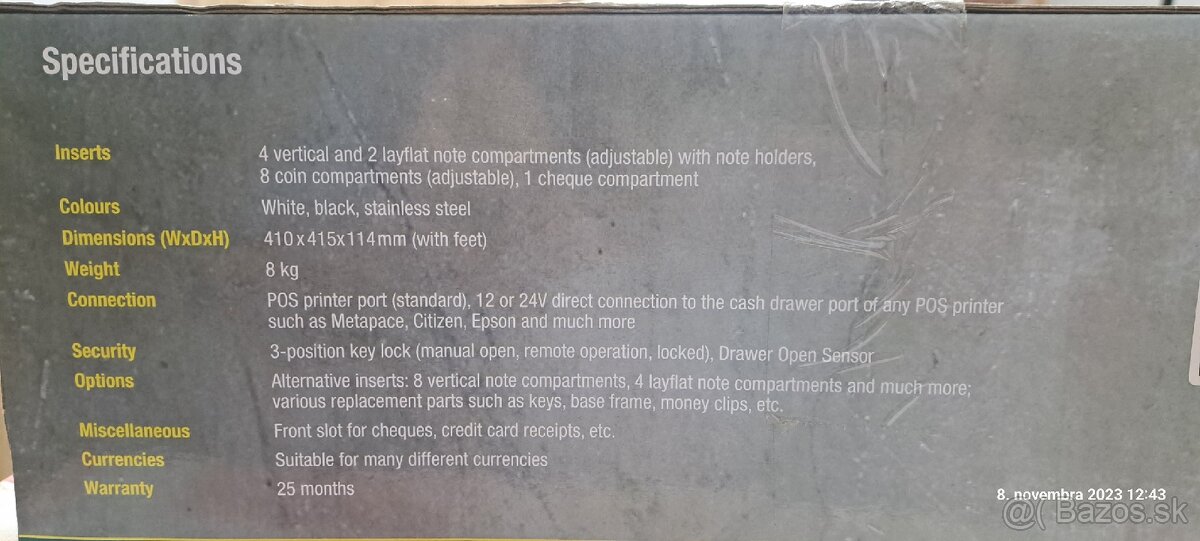 Specifications
Inserts 4 vertical and 2 layflat note compartments (adjustable) with note holders,
8 coin compartments (adjustable), 1 cheque compartment
Colours White, black, stainless steel
Dimensions (WxDxH) 410x415x114mm (with feet)
Weight 8 kg
Connection POS printer port (standard), 12 or 24V direct connection to the cash drawer port of any POS printer
such as Metapace, Citizen, Epson and much more
Security 3-position key lock (manual open, remote operation, locked), Drawer Open Sensor
Options Alternative inserts: 8 vertical note compartments, 4 layflat note compartments and much more;
various replacement parts such as keys, base frame, money clips, etc.
Miscellaneous Front slot for cheques, credit card receipts, etc.
Currencies Suitable for many different currencies
Warranty 25 months
8. novembra 2023 12:43
@( Bazos.sk